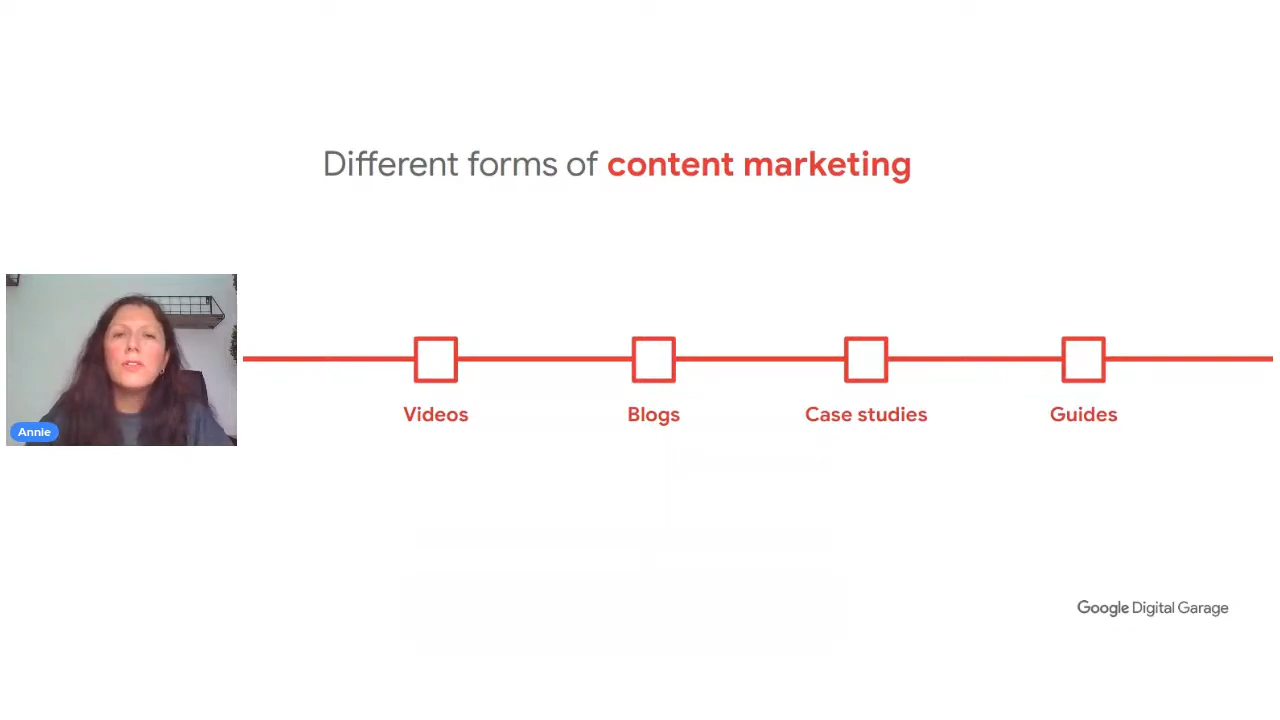 Different forms of content marketing
Annie
Videos
Blogs
Case studies
Guides
Google Digital Garage